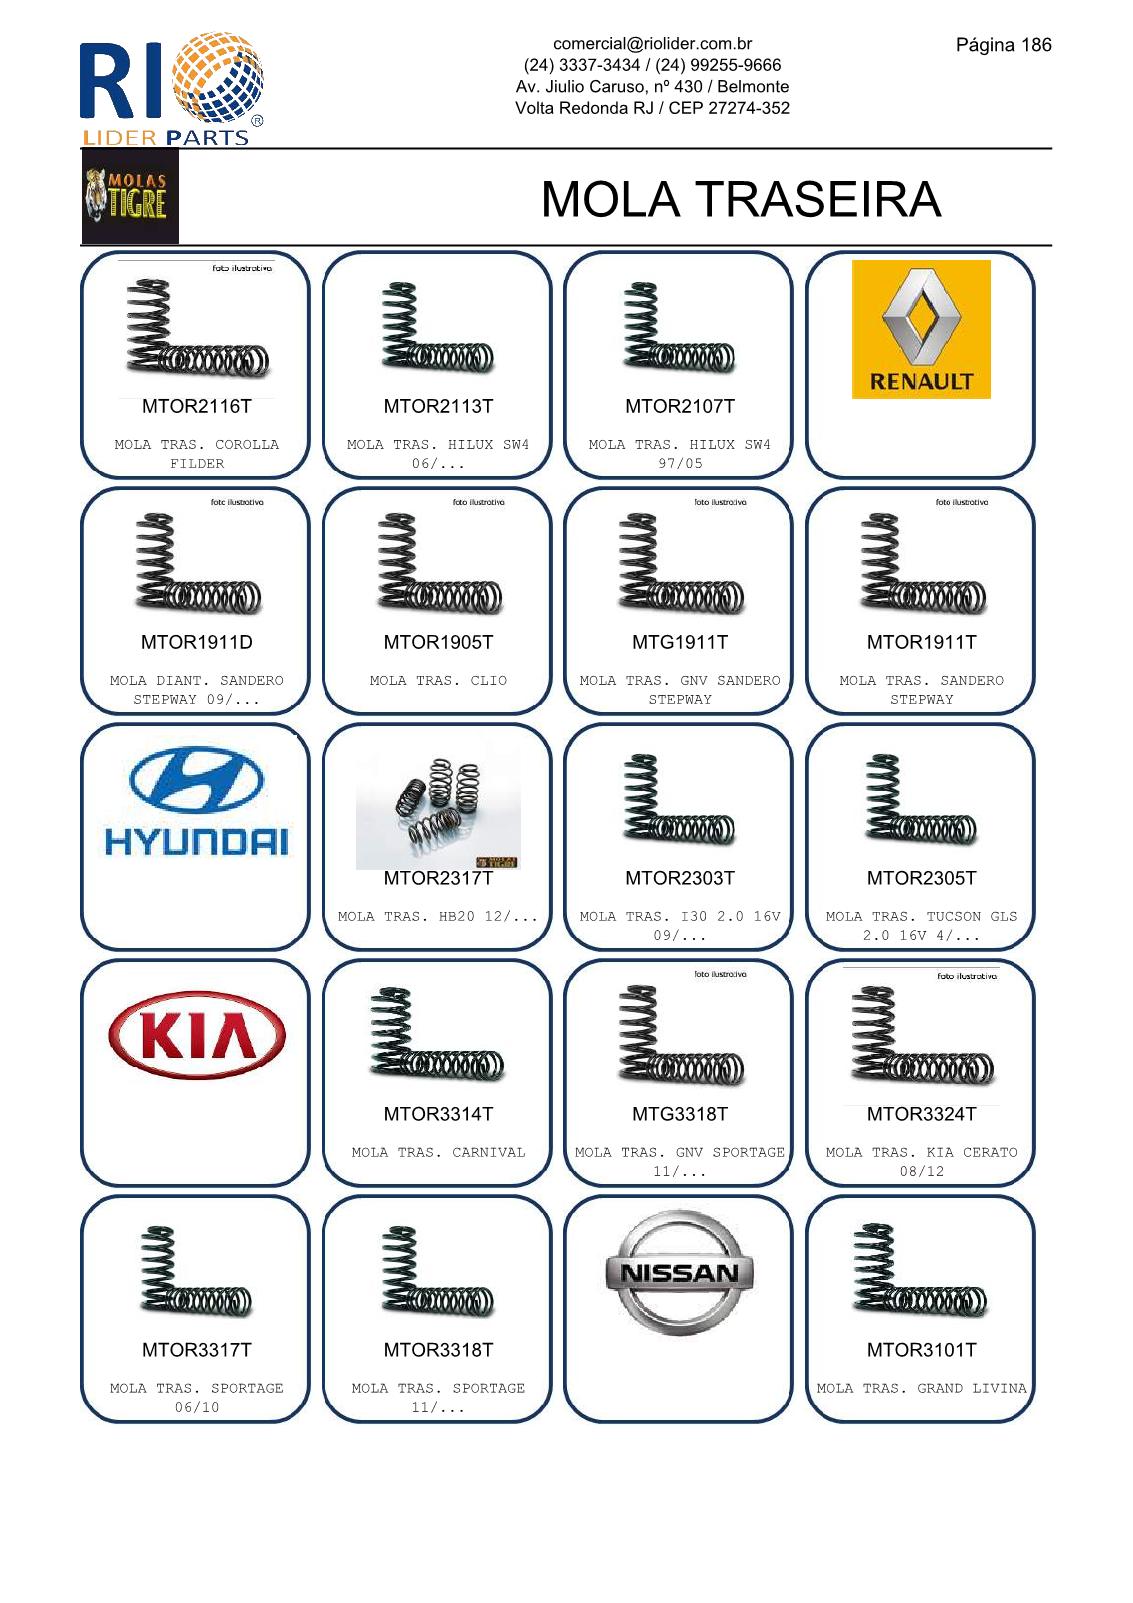 RIO
LIDER PARTS
®
comercial@riolider.com.br
(24) 3337-3434 / (24) 99255-9666
Av. Jiulio Caruso, nº 430 / Belmonte
Volta Redonda RJ / CEP 27274-352
Página 186
MOLAS
TIGRE
MOLA TRASEIRA
foto ilustrativa
MTOR2116T
MOLA TRAS. COROLLA
FILDER
MTOR2113T
MOLA TRAS. HILUX SW4
06/...
MTOR2107T
MOLA TRAS. HILUX SW4
97/05
RENAULT
foto ilustrativa
MTOR1911D
MOLA DIANT. SANDERO
STEPWAY 09/...
foto ilustrativa
MTOR1905T
MOLA TRAS. CLIO
foto ilustrativa
MTG1911T
MOLA TRAS. GNV SANDERO
STEPWAY
foto ilustrativa
MTOR1911T
MOLA TRAS. SANDERO
STEPWAY
HYUNDAI
MOLAS
TIGRE
MTOR2317T
MOLA TRAS. HB20 12/...
MTOR2303T
MOLA TRAS. I30 2.0 16V
09/...
MTOR2305T
MOLA TRAS. TUCSON GLS
2.0 16V 4/...
KIA
MTOR3314T
MOLA TRAS. CARNIVAL
foto ilustrativa
MTG3318T
MOLA TRAS. GNV SPORTAGE
11/...
foto ilustrativa
MTOR3324T
MOLA TRAS. KIA CERATO
08/12
MTOR3317T
MOLA TRAS. SPORTAGE
06/10
MTOR3318T
MOLA TRAS. SPORTAGE
11/...
NISSAN
MTOR3101T
MOLA TRAS. GRAND LIVINA